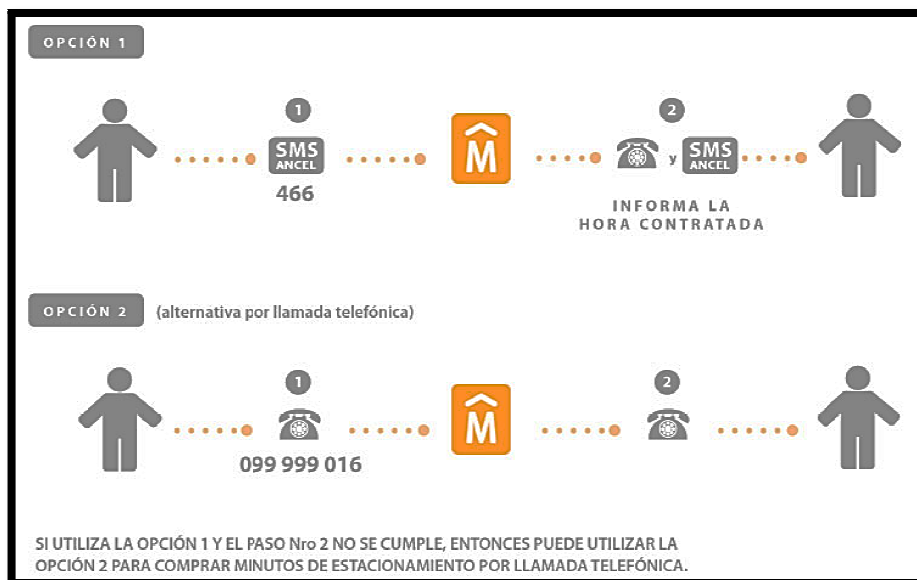 OPCIÓN 1
1
SMS
ANCEL
466
M
2
y
SMS
ANCEL
INFORMA LA
HORA CONTRATADA
OPCIÓN 2 (alternativa por llamada telefónica)
1
099 999 016
M
2
SI UTILIZA LA OPCIÓN 1 Y EL PASO Nro 2 NO SE CUMPLE, ENTONCES PUEDE UTILIZAR LA
OPCIÓN 2 PARA COMPRAR MINUTOS DE ESTACIONAMIENTO POR LLAMADA TELEFÓNICA.